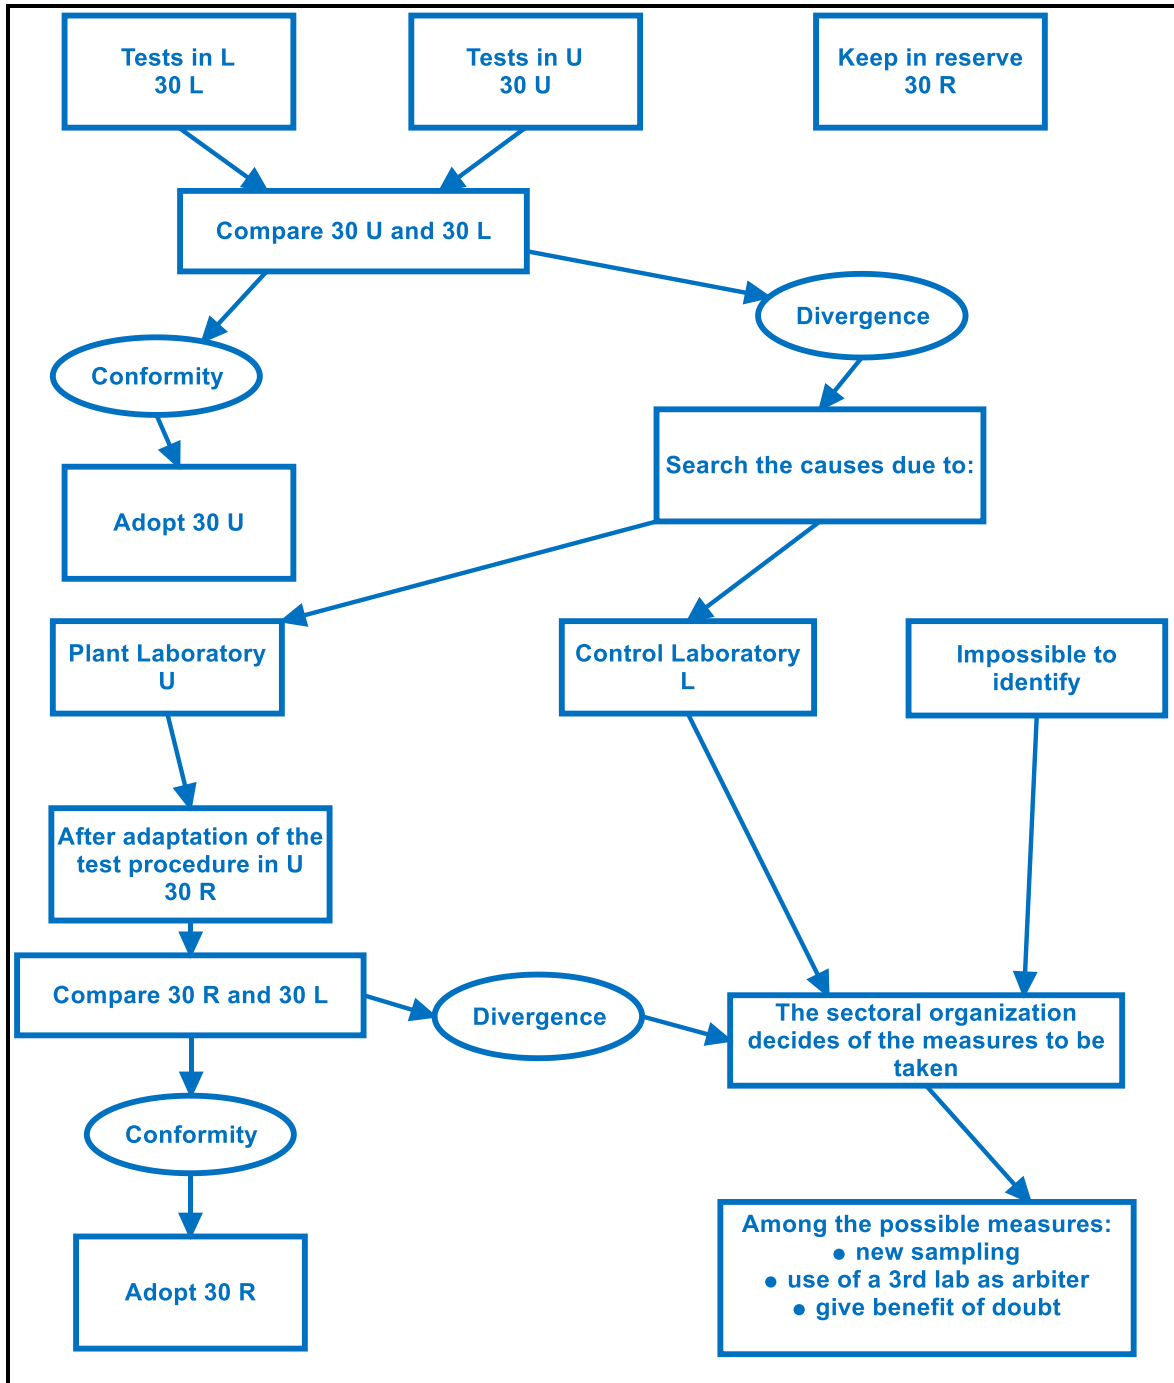 Tests in L
30 L
Tests in U
30 U
Keep in reserve
30 R
Compare 30 U and 30 L
Divergence
Conformity
Search the causes due to:
Adopt 30 U
Plant Laboratory
U
Control Laboratory
L
Impossible to
identify
After adaptation of the
test procedure in U
30 R
Compare 30 R and 30 L
Divergence
The sectoral organization
decides of the measures to be
taken
Conformity
Adopt 30 R
Among the possible measures:
● new sampling
● use of a 3rd lab as arbiter
● give benefit of doubt